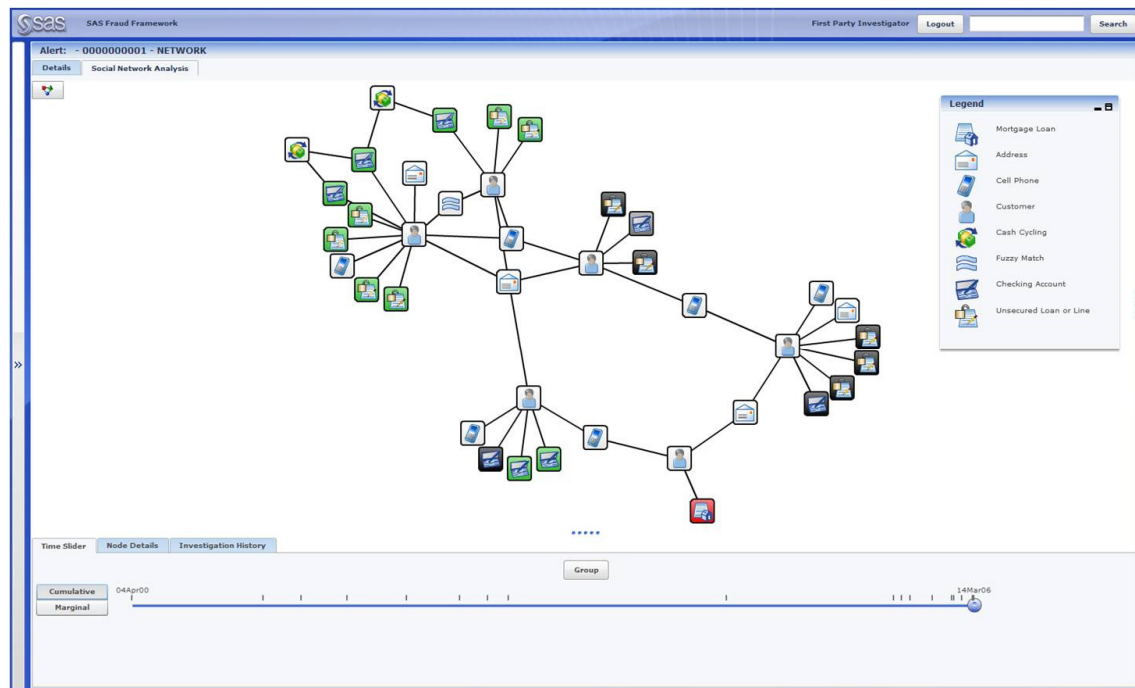 sas SAS Fraud Framework First Party Investigator Logout Search
Alert: - 0000000001 - NETWORK
Details Social Network Analysis
Legend
Mortgage Loan
Address
Cell Phone
Customer
Cash Cycling
Fuzzy Match
Checking Account
Unsecured Loan or Line
»
Time Slider Node Details Investigation History
Group
Cumulative 04Apr00 14Mar06
Marginal